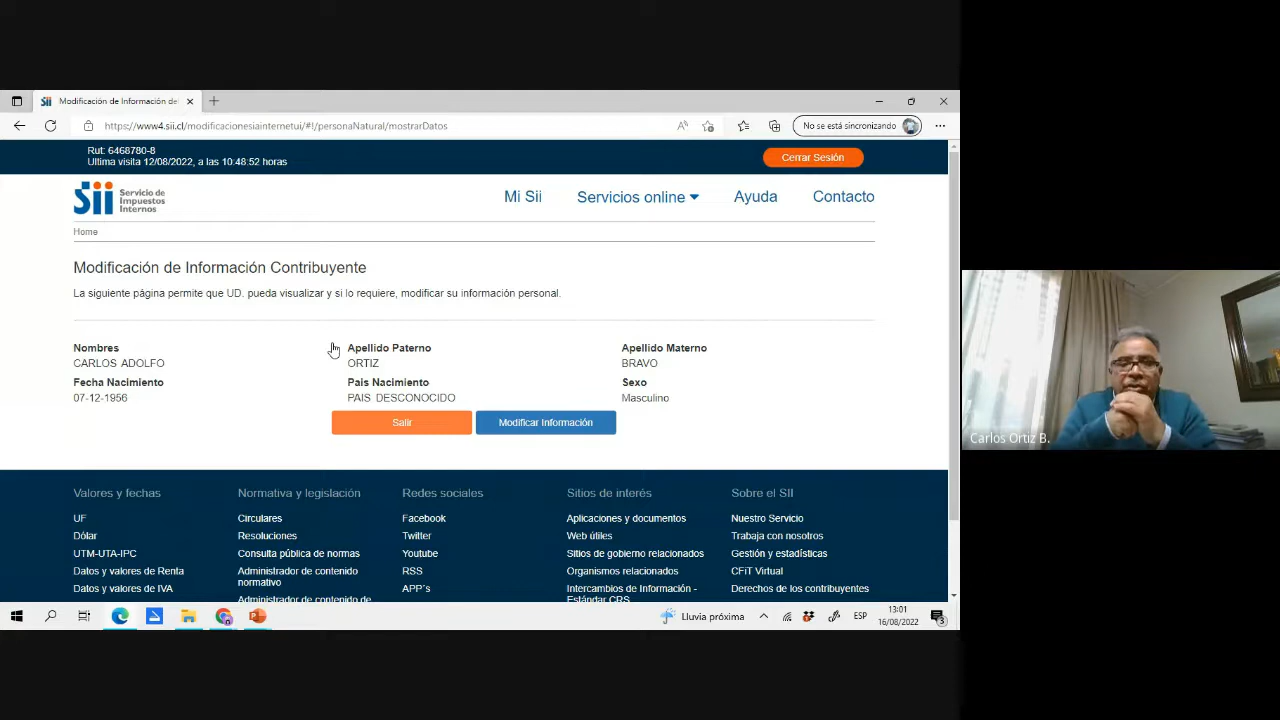 Modificación de Información del
https://www4.sii.cl/modificacionesiainternetui/#!/personaNatural/mostrarDatos
No se está sincronizando
Rut: 6468780-8
Ultima visita 12/08/2022, a las 10:48:52 horas
Cerrar Sesión
Sii Servicio de Impuestos Internos
Mi Sii Servicios online Ayuda Contacto
Home
Modificación de Información Contribuyente
La siguiente página permite que UD. pueda visualizar y si lo requiere, modificar su información personal.
Nombres Apellido Paterno Apellido Materno
CARLOS ADOLFO ORTIZ BRAVO
Fecha Nacimiento Pais Nacimiento Sexo
07-12-1956 PAIS DESCONOCIDO Masculino
Salir Modificar Información
Carlos Ortiz B.
Valores y fechas Normativa y legislación Redes sociales Sitios de interés Sobre el SII
UF Circulares Facebook Aplicaciones y documentos Nuestro Servicio
Dólar Resoluciones Twitter Web útiles Trabaja con nosotros
UTM-UTA-IPC Consulta pública de normas Youtube Sitios de gobierno relacionados Gestión y estadísticas
Datos y valores de Renta Administrador de contenido RSS Organismos relacionados CFiT Virtual
normativo
Datos y valores de IVA APP´s Intercambios de Información - Derechos de los contribuyentes
Administrador de contenido de Estándar CRS
Lluvia próxima ESP 13:01
16/08/2022 3